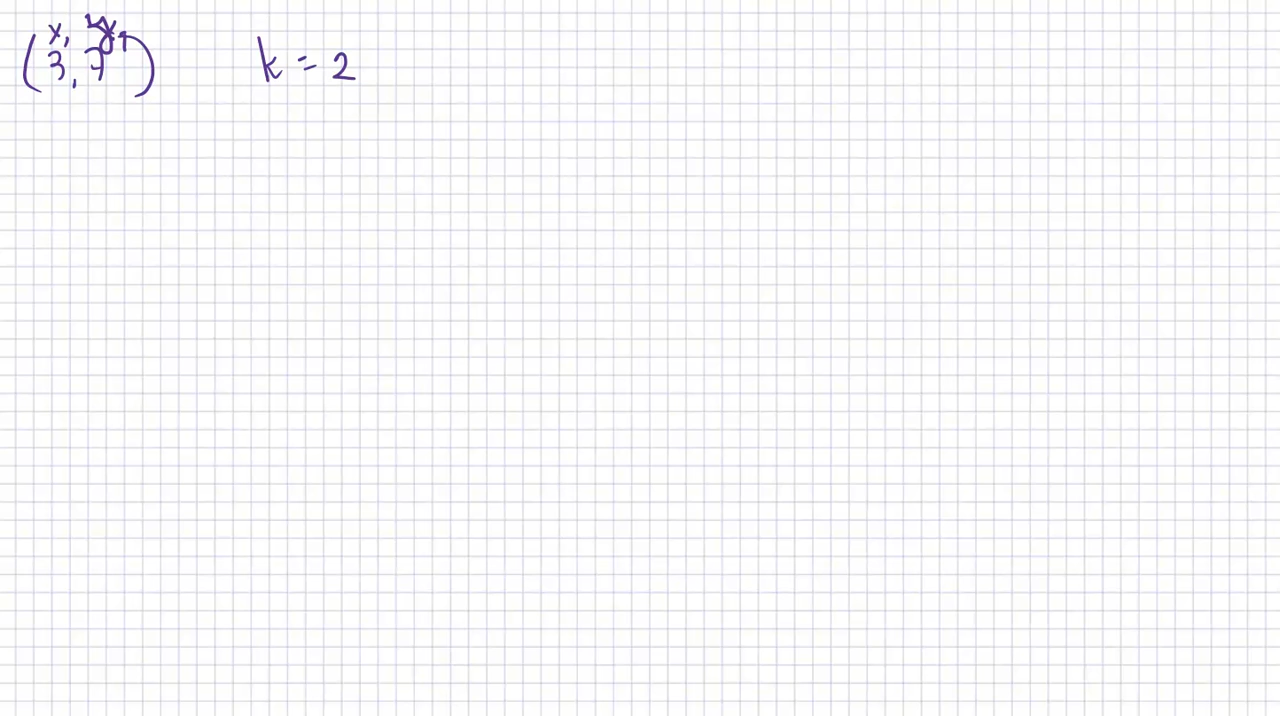 (3, 7) k = 2